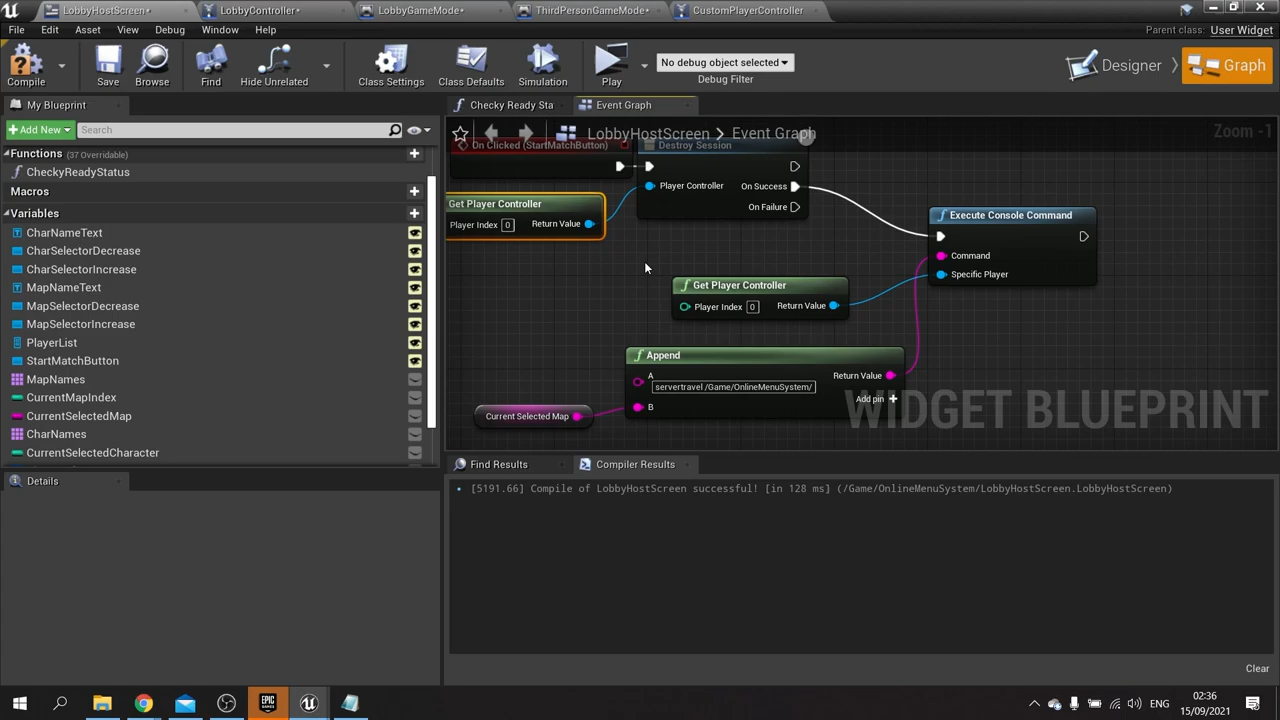 LobbyHostScreen*
LobbyController*
LobbyGameMode*
ThirdPersonGameMode*
CustomPlayerController
File Edit Asset View Debug Window Help
Parent class: User Widget
Compile
Save
Browse
Find
Hide Unrelated
Class Settings
Class Defaults
Simulation
Play
No debug object selected
Debug Filter
Designer
Graph
My Blueprint
Checky Ready Sta
Event Graph
Add New
Search
LobbyHostScreen > Event Graph
Zoom -1
Functions (37 Overridable)
CheckyReadyStatus
Macros
Variables
CharNameText
CharSelectorDecrease
CharSelectorIncrease
MapNameText
MapSelectorDecrease
MapSelectorIncrease
PlayerList
StartMatchButton
MapNames
CurrentMapIndex
CurrentSelectedMap
CharNames
CurrentSelectedCharacter
On Clicked (StartMatchButton)
Destroy Session
Player Controller
On Success
On Failure
Get Player Controller
Player Index 0
Return Value
Execute Console Command
Command
Specific Player
Get Player Controller
Player Index 0
Return Value
Append
A
servertravel /Game/OnlineMenuSystem/
Return Value
B
Add pin +
Current Selected Map
WIDGET BLUEPRINT
Details
Find Results
Compiler Results
[5191.66] Compile of LobbyHostScreen successful! [in 128 ms] (/Game/OnlineMenuSystem/LobbyHostScreen.LobbyHostScreen)
Clear
EPIC
GAMES
ENG
02:36
15/09/2021